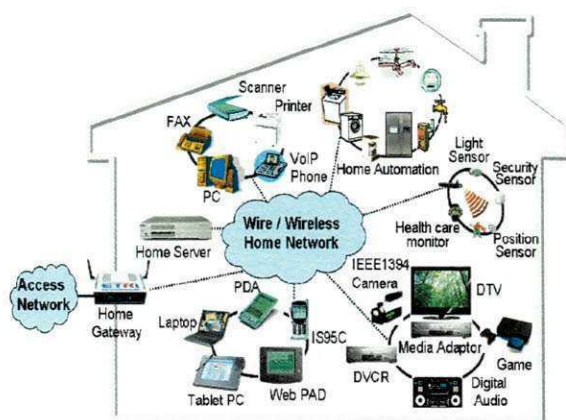 Scanner
Printer
FAX
PC
VoIP
Phone
Home Automation
Light
Sensor
Security
Sensor
Health care
monitor
Position
Sensor
Wire / Wireless
Home Network
Home Server
Access
Network
ETRI
Home
Gateway
PDA
Laptop
IS95C
Tablet PC
Web PAD
IEEE1394
Camera
DTV
Media Adaptor
DVCR
Game
Digital
Audio